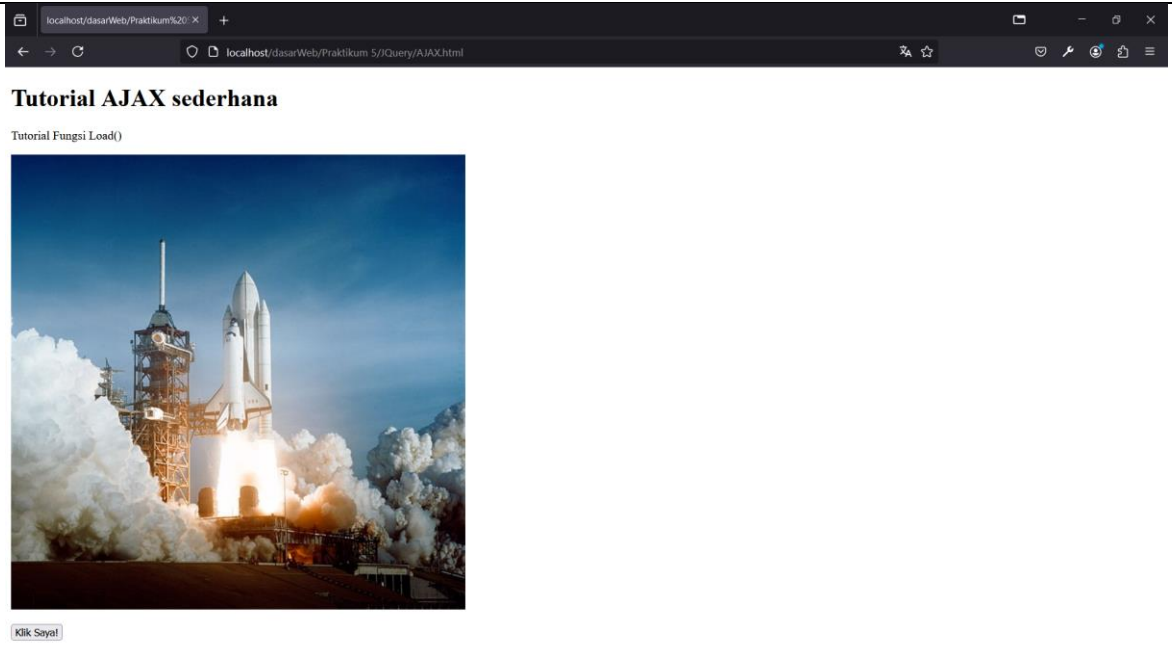 localhost/dasarWeb/Praktikum%20
localhost/dasarWeb/Praktikum 5/JQuery/AJAX.html
Tutorial AJAX sederhana
Tutorial Fungsi Load()
Klik Saya!